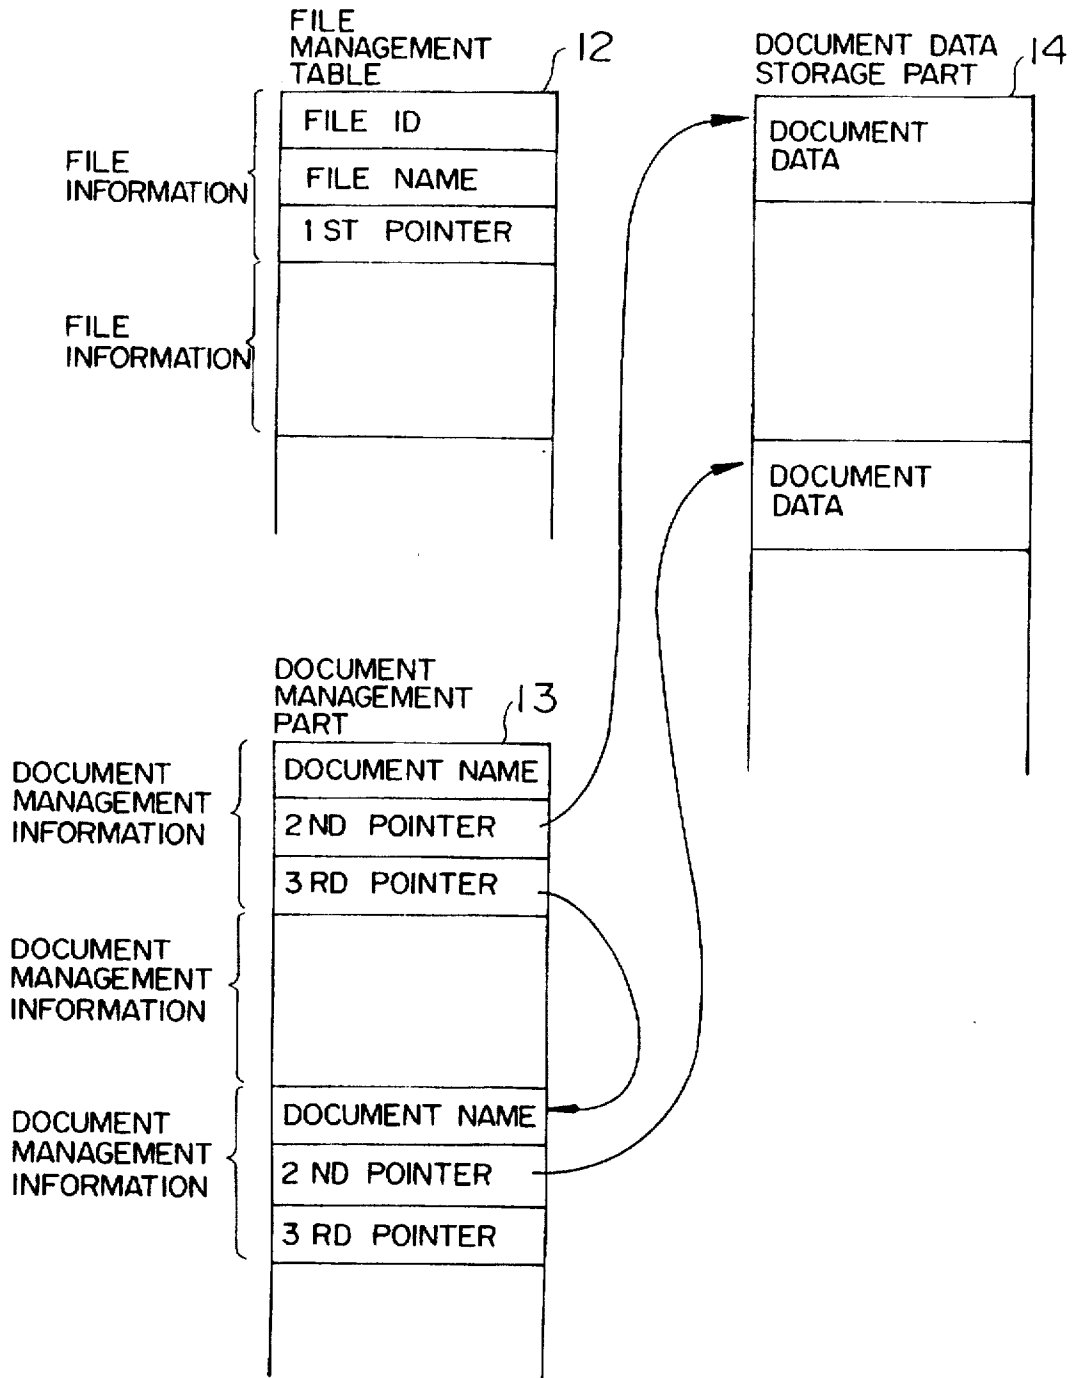 FILE
MANAGEMENT
TABLE
12
FILE ID
FILE NAME
1ST POINTER
FILE
INFORMATION
FILE
INFORMATION
DOCUMENT DATA
STORAGE PART
14
DOCUMENT
DATA
DOCUMENT
DATA
DOCUMENT
MANAGEMENT
PART
13
DOCUMENT NAME
2ND POINTER
3RD POINTER
DOCUMENT
MANAGEMENT
INFORMATION
DOCUMENT
MANAGEMENT
INFORMATION
DOCUMENT NAME
2ND POINTER
3RD POINTER
DOCUMENT
MANAGEMENT
INFORMATION